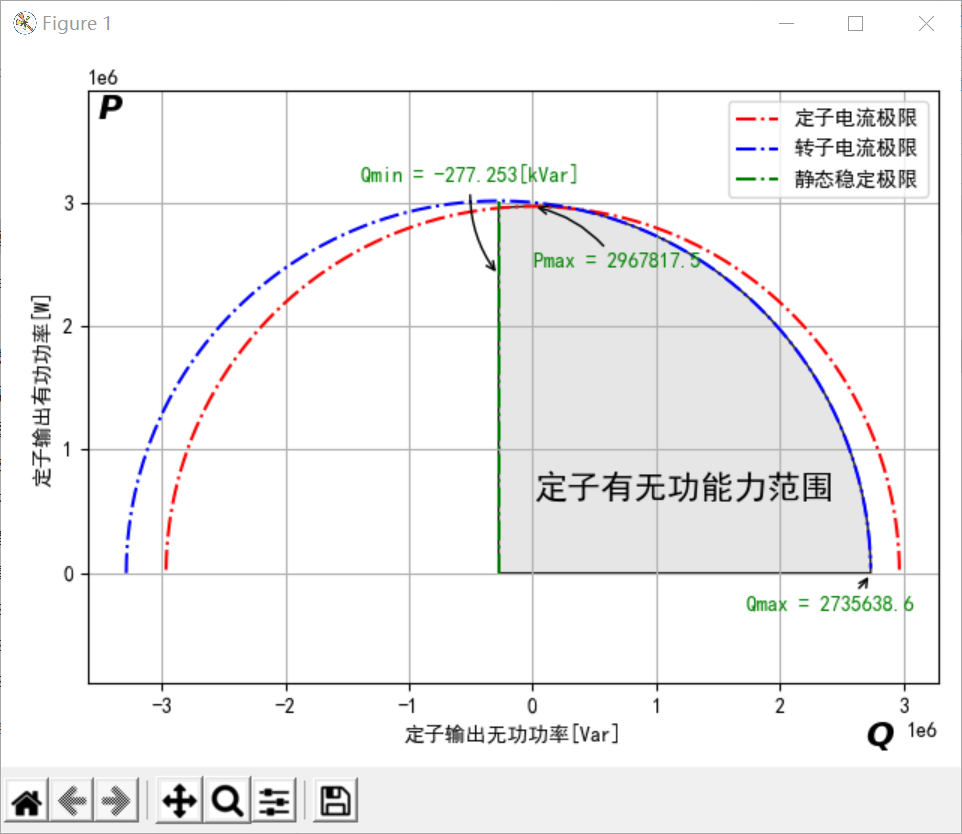 Figure 1
1e6
P
定子电流极限
转子电流极限
静态稳定极限
Qmin = -277.253[kVar]
Pmax = 2967817.5
3
2
1
0
定子输出有功功率[W]
定子有无功能力范围
Qmax = 2735638.6
−3 −2 −1 0 1 2 3
定子输出无功功率[Var]
Q 1e6